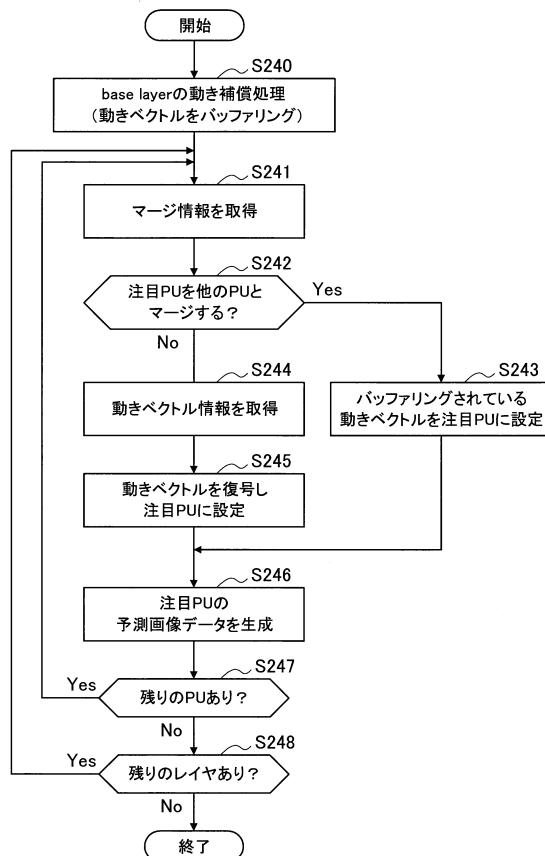 開始
S240
base layerの動き補償処理
(動きベクトルをバッファリング)
S241
マージ情報を取得
S242
注目PUを他のPUと
マージする?
Yes
No
S243
バッファリングされている
動きベクトルを注目PUに設定
S244
動きベクトル情報を取得
S245
動きベクトルを復号し
注目PUに設定
S246
注目PUの
予測画像データを生成
S247
Yes
残りのPUあり?
No
S248
Yes
残りのレイヤあり?
No
終了